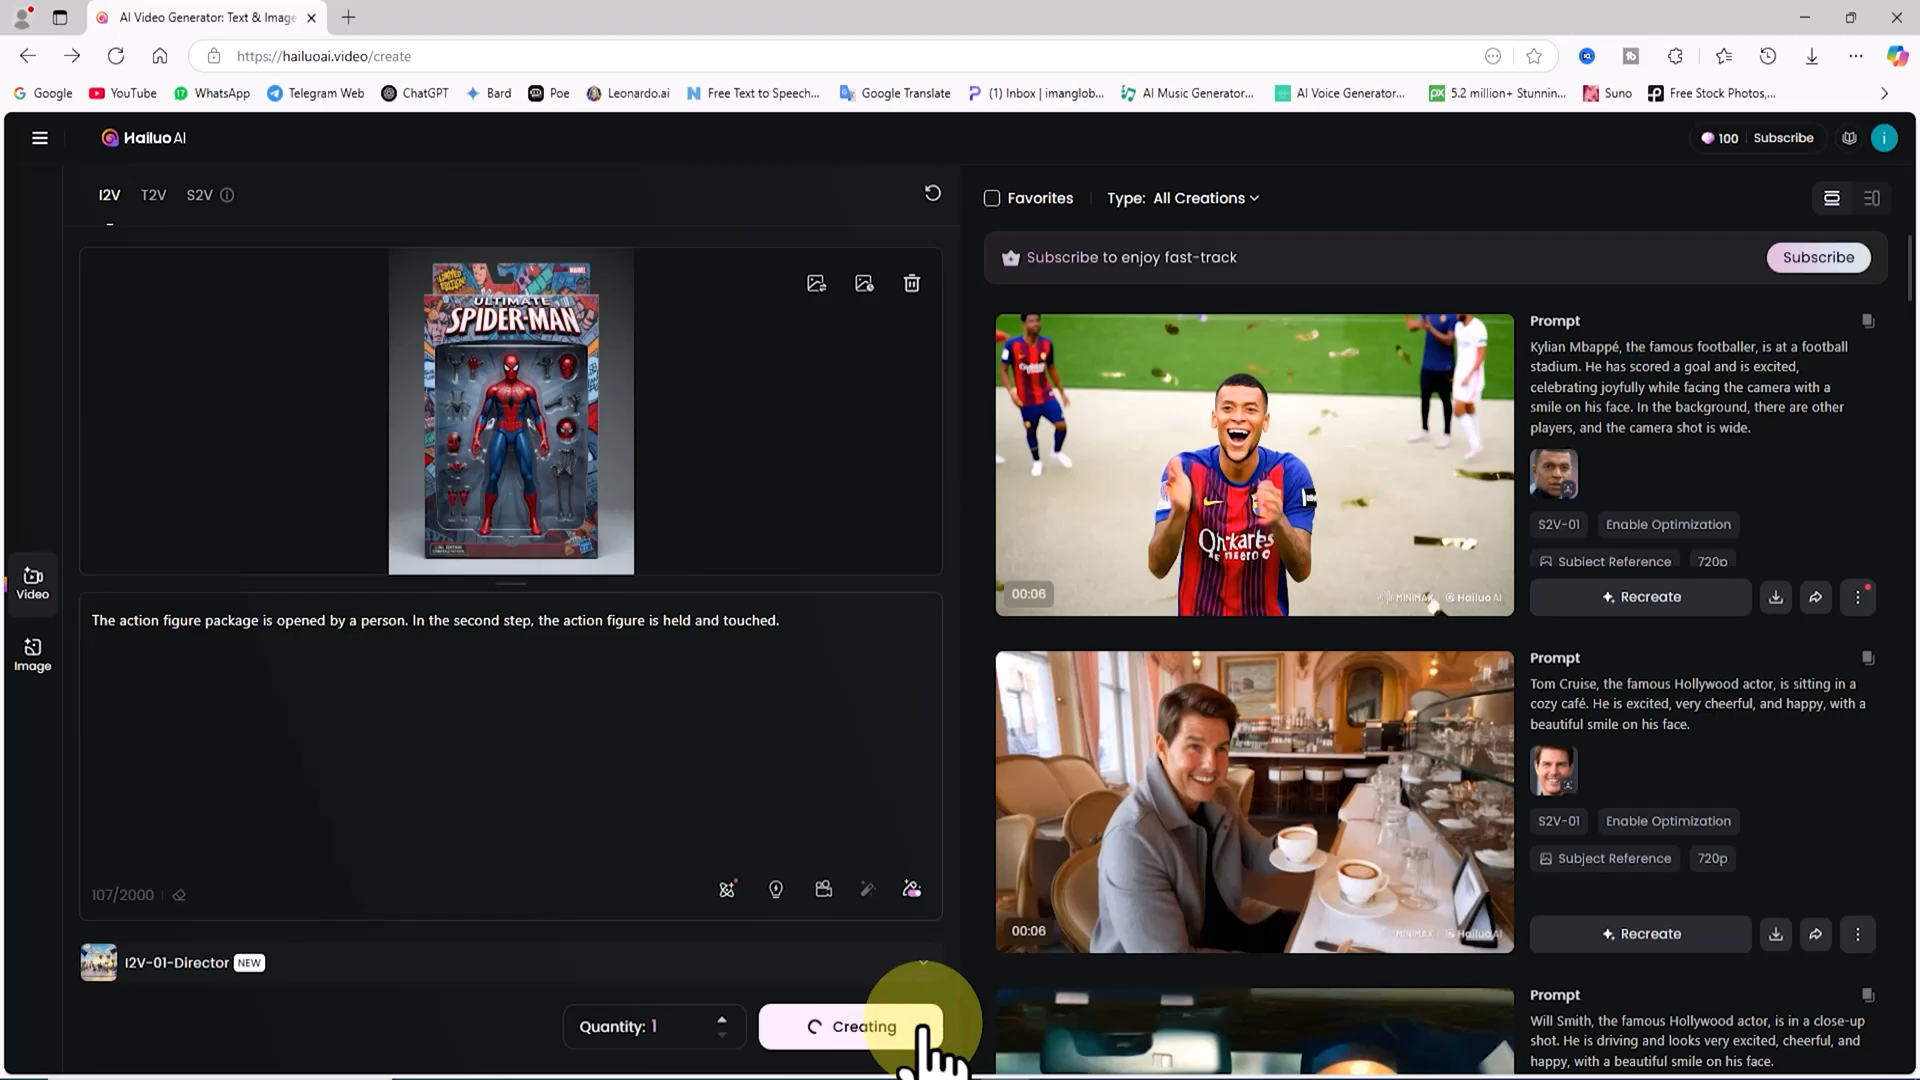 AI Video Generator: Text & Image
https://hailuoai.video/create
Google
YouTube
WhatsApp
Telegram Web
ChatGPT
Bard
Poe
Leonardo.ai
Free Text to Speech...
Google Translate
(1) Inbox | imanglob...
AI Music Generator...
AI Voice Generator...
5.2 million+ Stunnin...
Suno
Free Stock Photos,...
Hailuo AI
100 Subscribe
i
I2V T2V S2V
Favorites
Type: All Creations
Subscribe to enjoy fast-track
Subscribe
LIMITED EDITION!
MARVEL
ULTIMATE
SPIDER-MAN
Video
Image
The action figure package is opened by a person. In the second step, the action figure is held and touched.
107/2000
I2V-01-Director NEW
Quantity: 1
Creating
00:06
MINIMAX Hailuo AI
Prompt
Kylian Mbappé, the famous footballer, is at a football
stadium. He has scored a goal and is excited,
celebrating joyfully while facing the camera with a
smile on his face. In the background, there are other
players, and the camera shot is wide.
S2V-01 Enable Optimization
Subject Reference 720p
Recreate
00:06
MINIMAX Hailuo AI
Prompt
Tom Cruise, the famous Hollywood actor, is sitting in a
cozy café. He is excited, very cheerful, and happy, with a
beautiful smile on his face.
S2V-01 Enable Optimization
Subject Reference 720p
Recreate
Prompt
Will Smith, the famous Hollywood actor, is in a close-up
shot. He is driving and looks very excited, cheerful, and
happy, with a beautiful smile on his face.